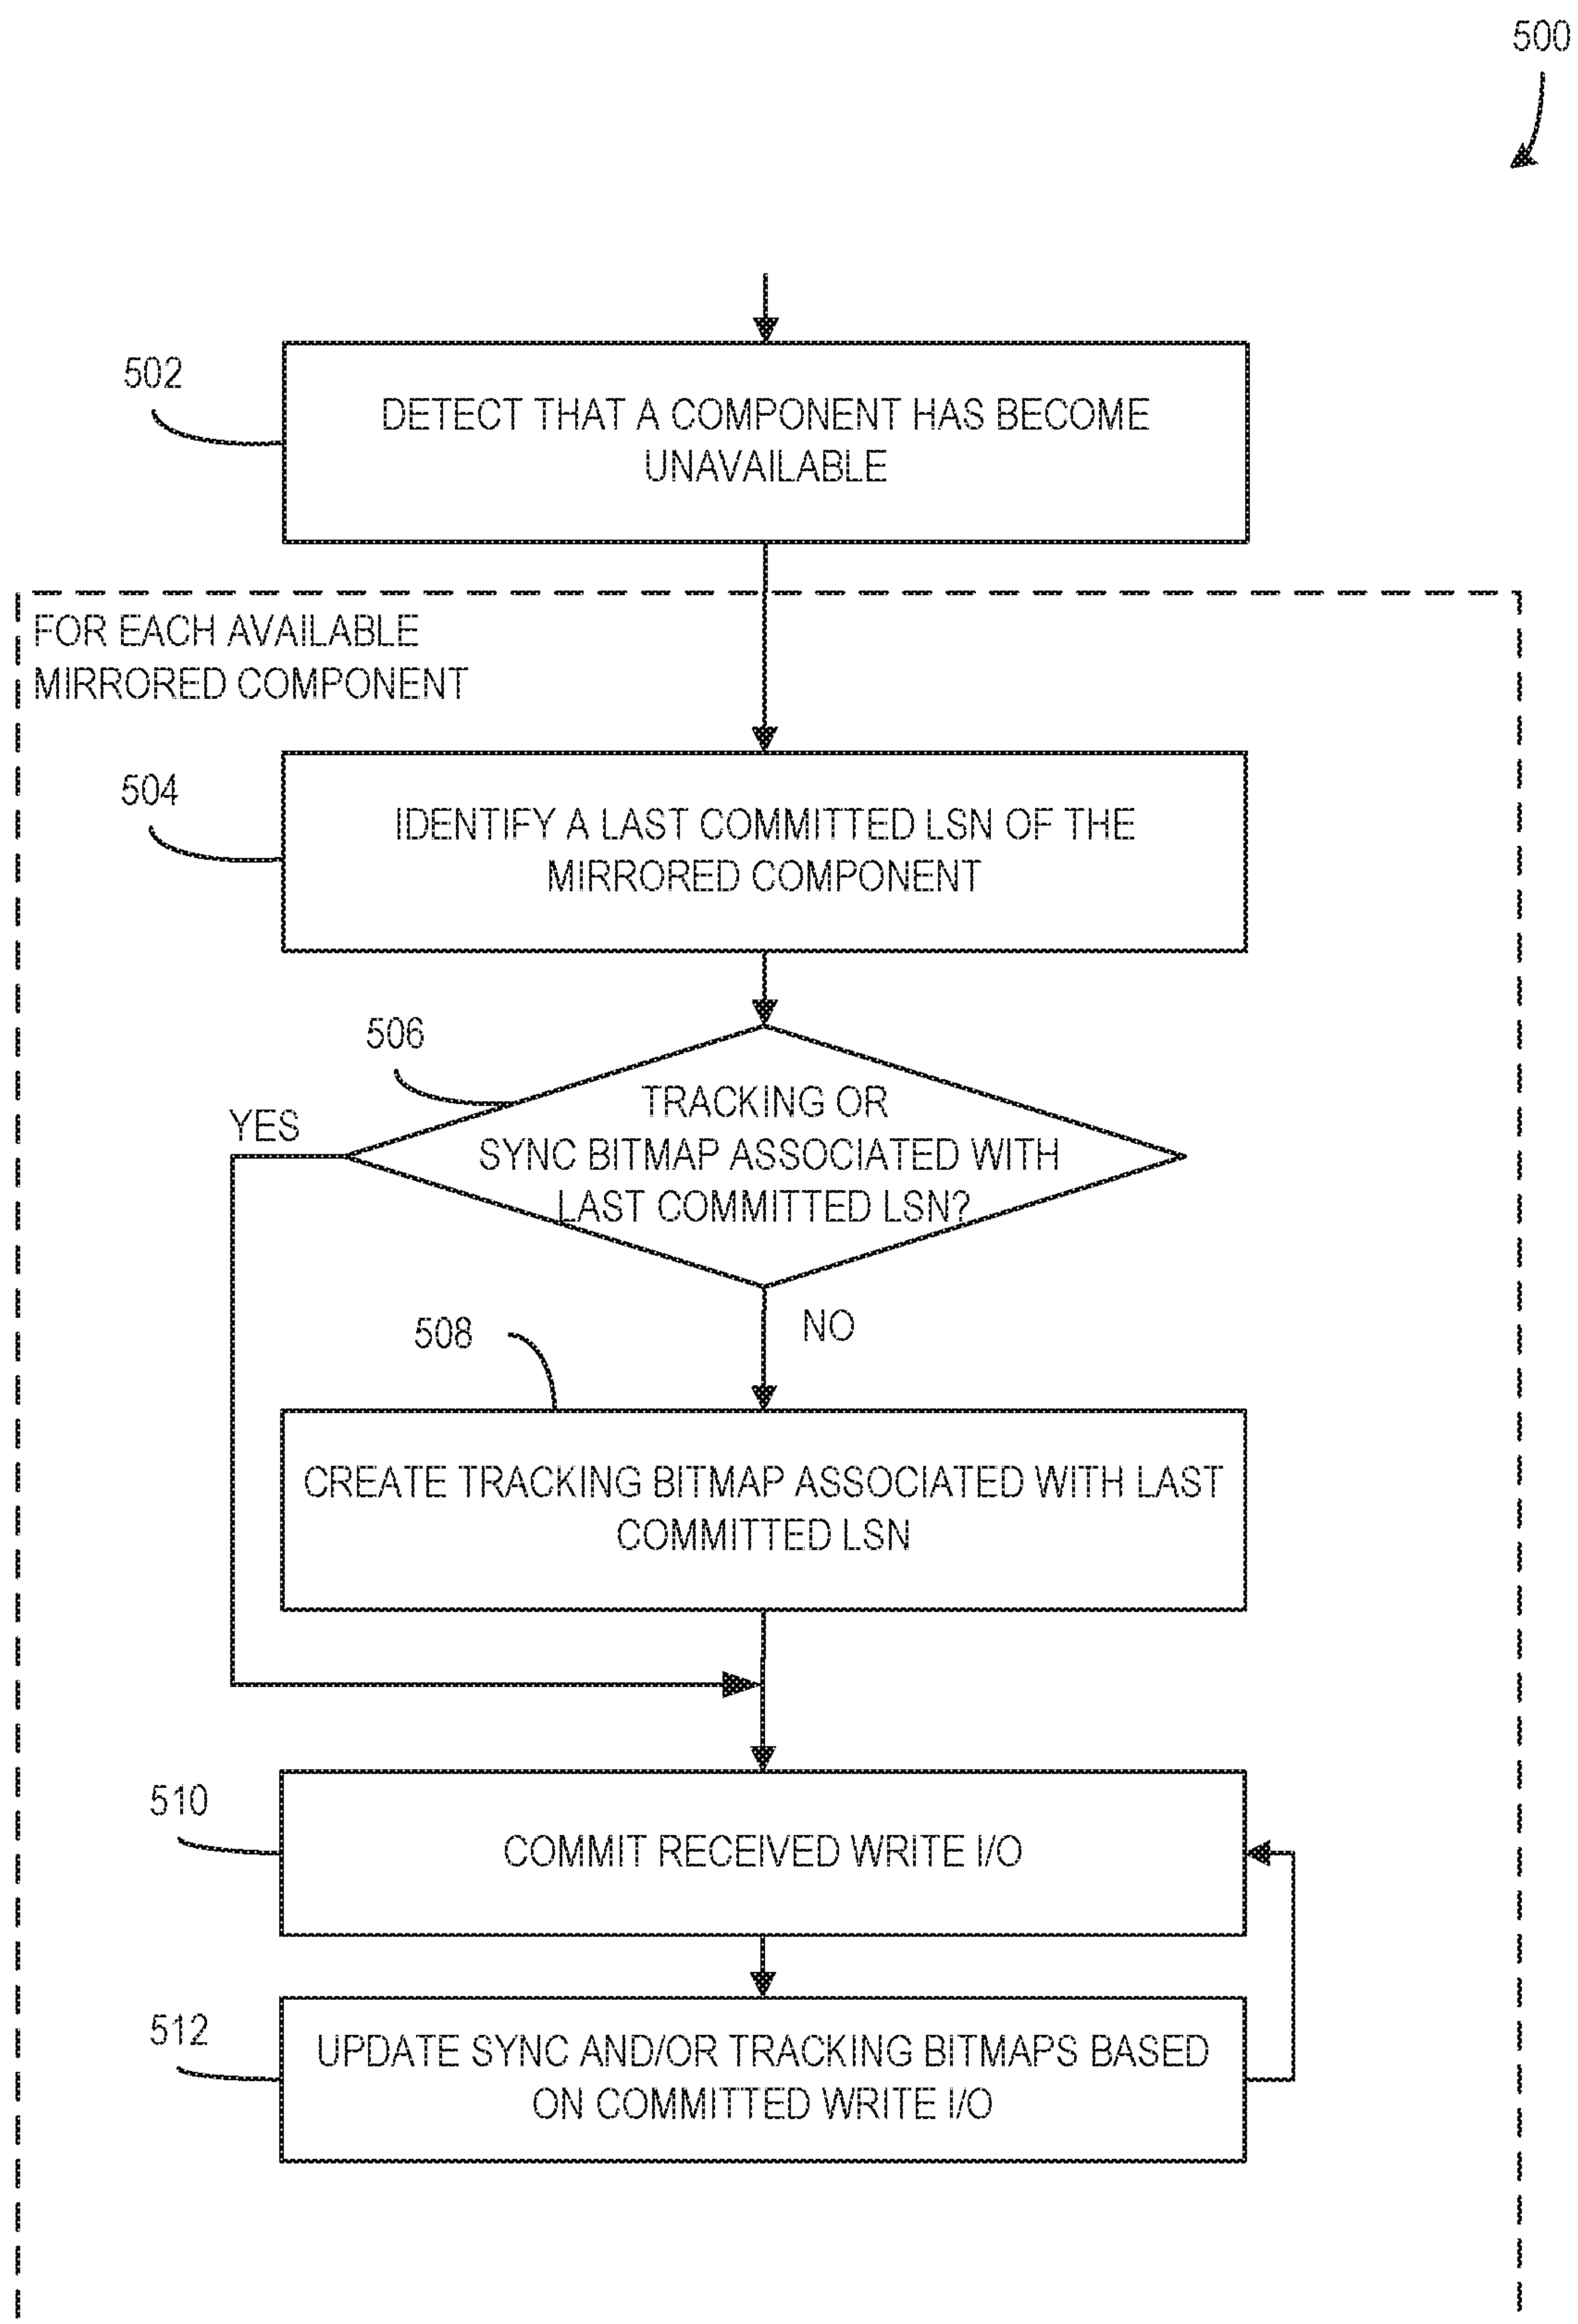 500
502
DETECT THAT A COMPONENT HAS BECOME
UNAVAILABLE
FOR EACH AVAILABLE
MIRRORED COMPONENT
504
IDENTIFY A LAST COMMITTED LSN OF THE
MIRRORED COMPONENT
506
TRACKING OR
YES
SYNC BITMAP ASSOCIATED WITH
LAST COMMITTED LSN?
NO
508
CREATE TRACKING BITMAP ASSOCIATED WITH LAST
COMMITTED LSN
510
COMMIT RECEIVED WRITE I/O
512
UPDATE SYNC AND/OR TRACKING BITMAPS BASED
ON COMMITTED WRITE I/O